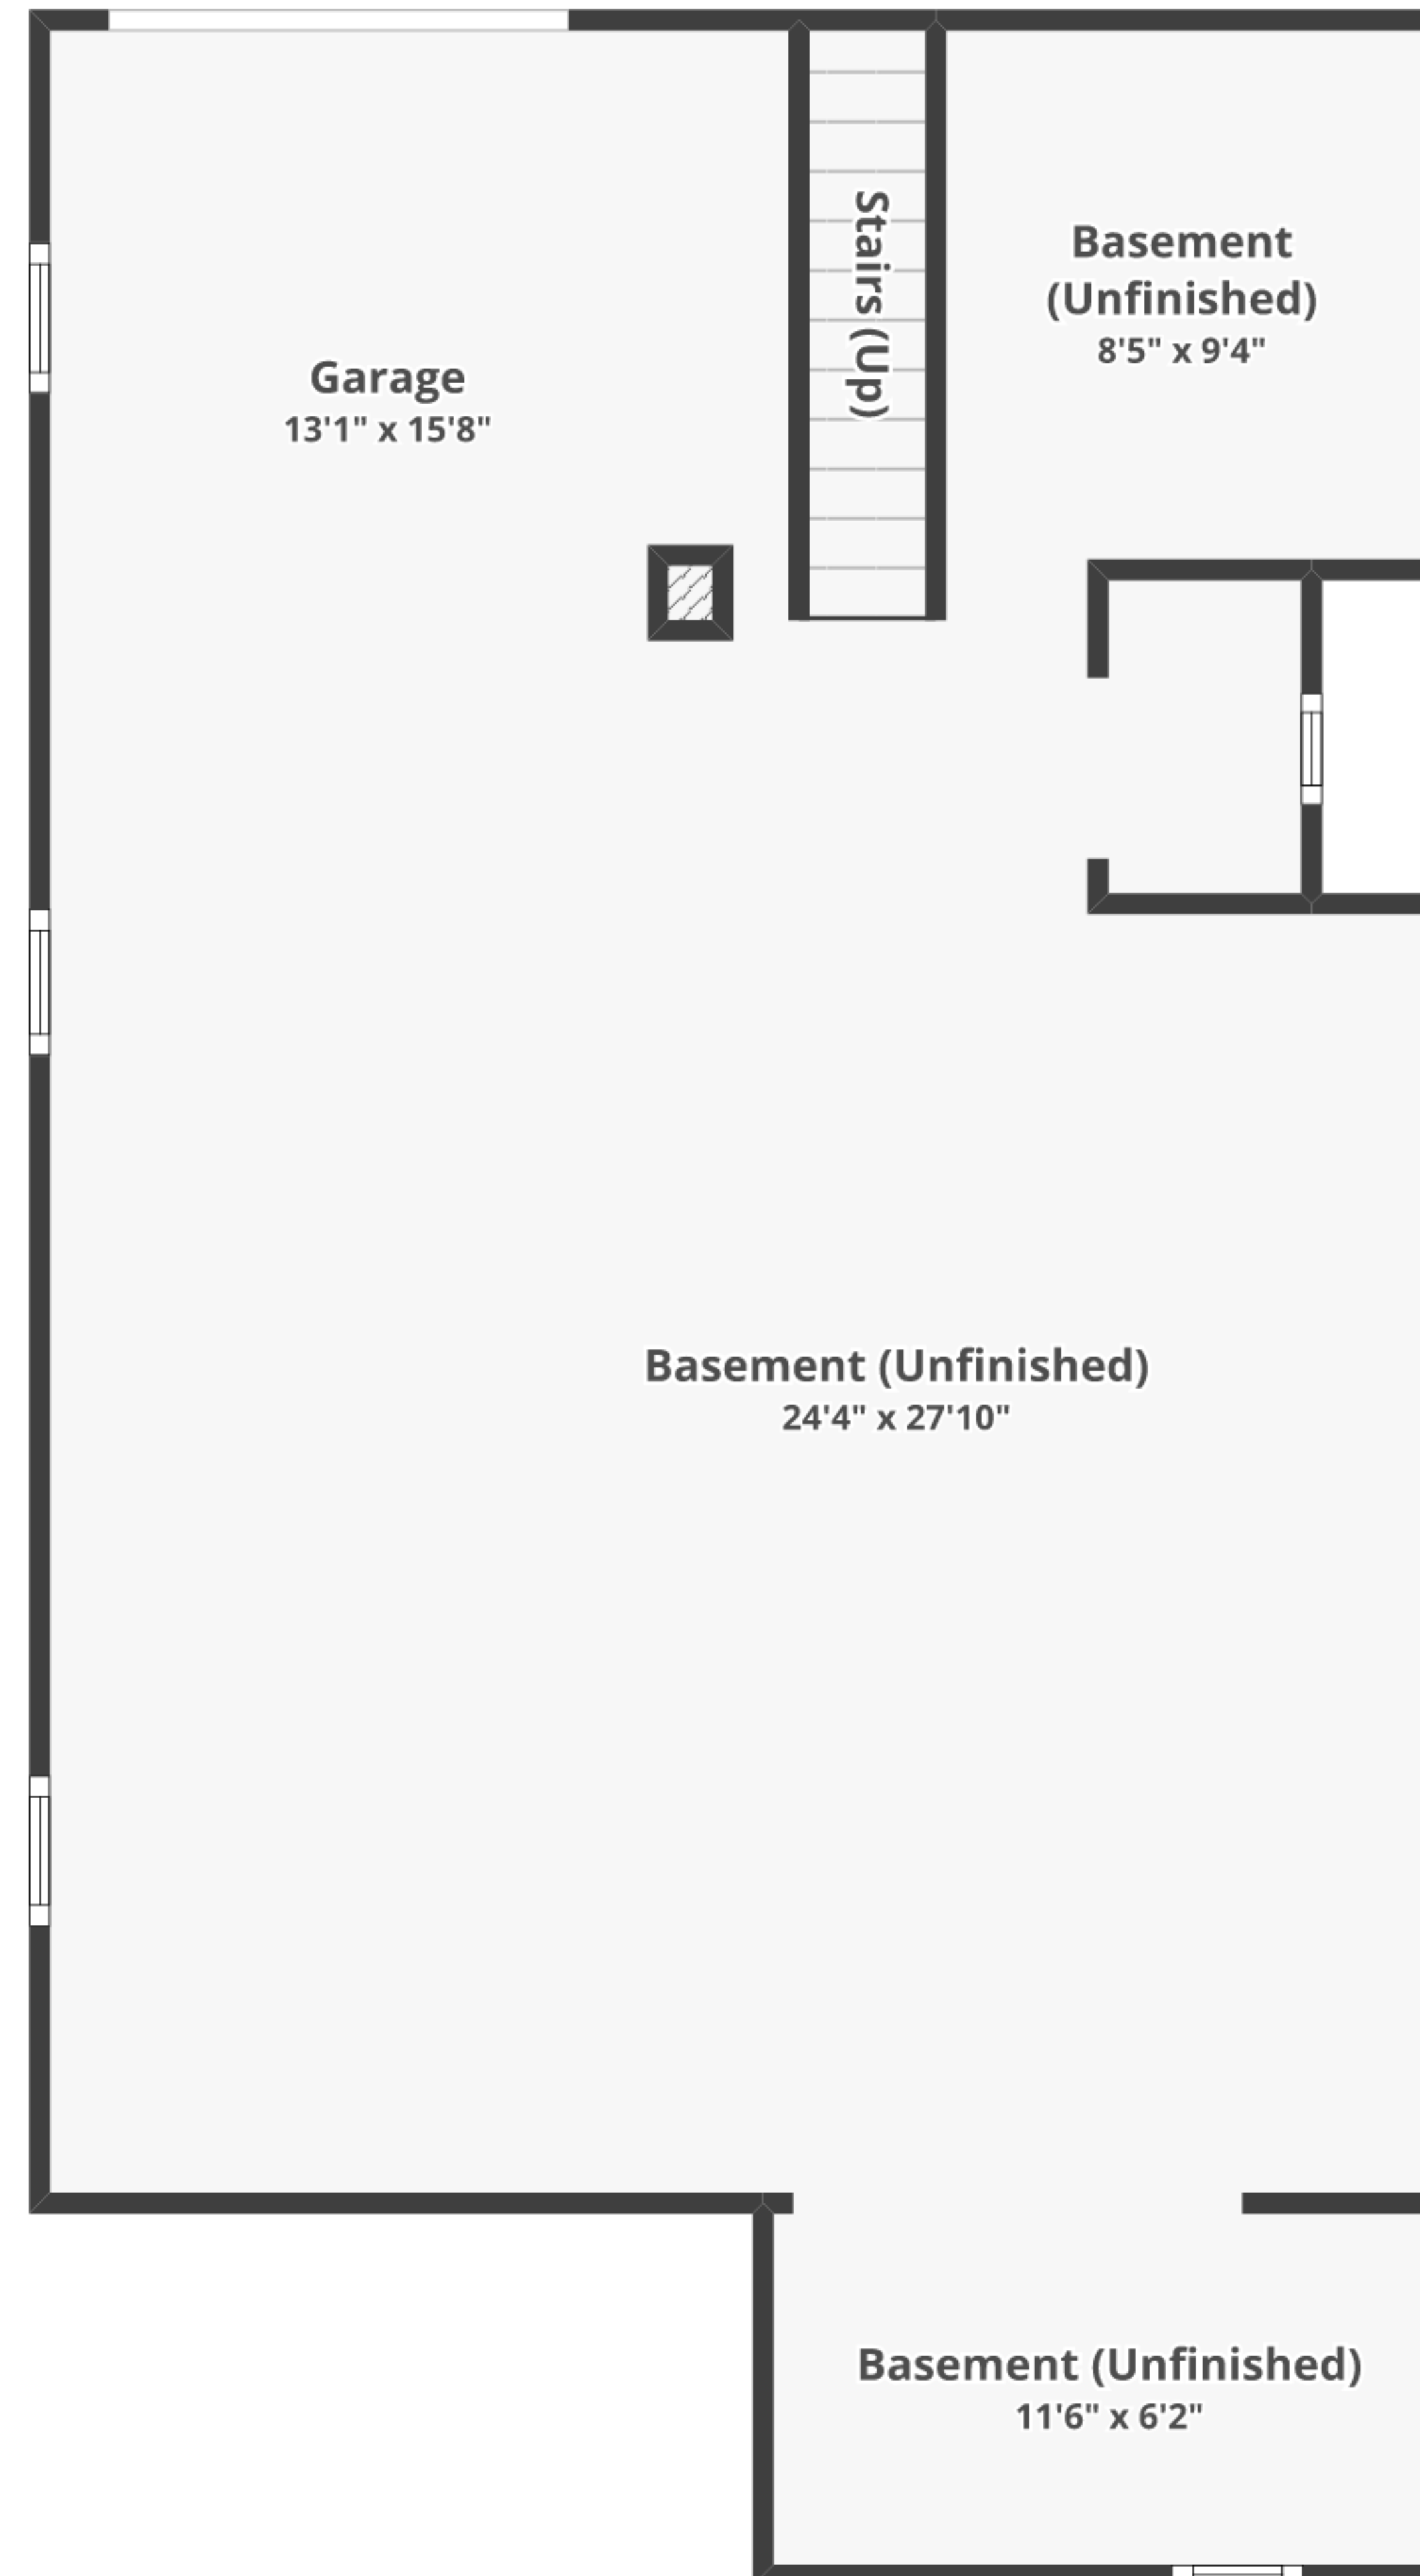 Garage
13'1" x 15'8"
Stairs (Up)
Basement
(Unfinished)
8'5" x 9'4"
Basement (Unfinished)
24'4" x 27'10"
Basement (Unfinished)
11'6" x 6'2"